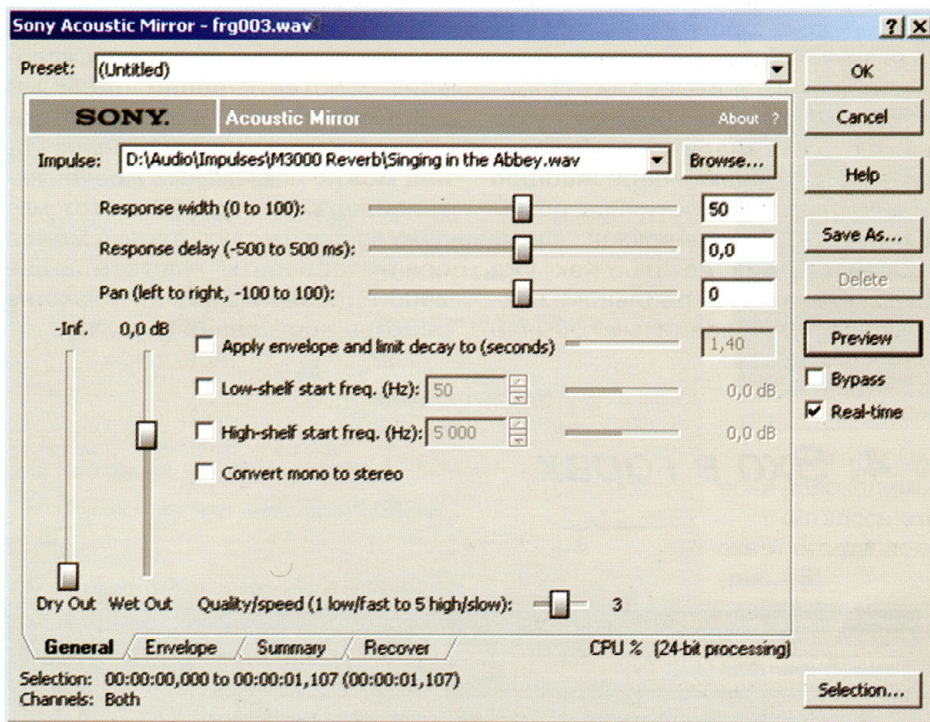 Sony Acoustic Mirror - frg003.wav
Preset: (Untitled)
OK
SONY. Acoustic Mirror About ?
Cancel
Impulse: D:\Audio\Impulses\M3000 Reverb\Singing in the Abbey.wav Browse...
Help
Response width (0 to 100): 50
Response delay (-500 to 500 ms): 0,0
Save As...
Pan (left to right, -100 to 100): 0
Delete
-Inf. 0,0 dB
Apply envelope and limit decay to (seconds) 1,40
Preview
Low-shelf start freq. (Hz): 50 0,0 dB
Bypass
High-shelf start freq. (Hz): 5 000 0,0 dB
Real-time
Convert mono to stereo
Dry Out Wet Out Quality/speed (1 low/fast to 5 high/slow): 3
General Envelope Summary Recover CPU % (24-bit processing)
Selection: 00:00:00,000 to 00:00:01,107 (00:00:01,107)
Channels: Both
Selection...